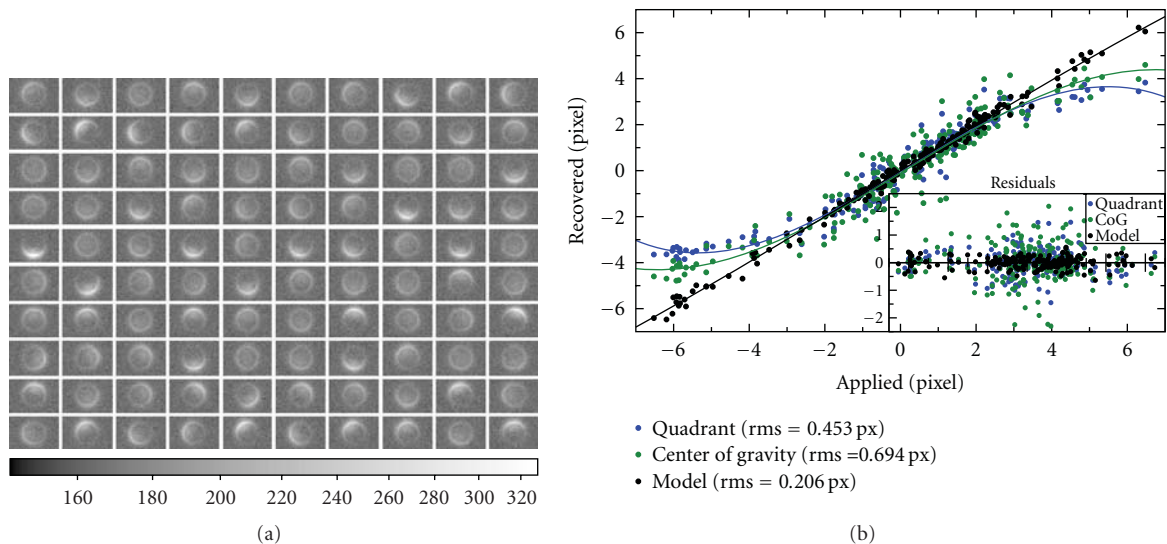 160 180 200 220 240 260 280 300 320
(a)
6
4
2
0
−2
−4
−6
Recovered (pixel)
Residuals
Quadrant
CoG
Model
2
1
0
−1
−2
−6 −4 −2 0 2 4 6
Applied (pixel)
Quadrant (rms = 0.453 px)
Center of gravity (rms =0.694 px)
Model (rms = 0.206 px)
(b)